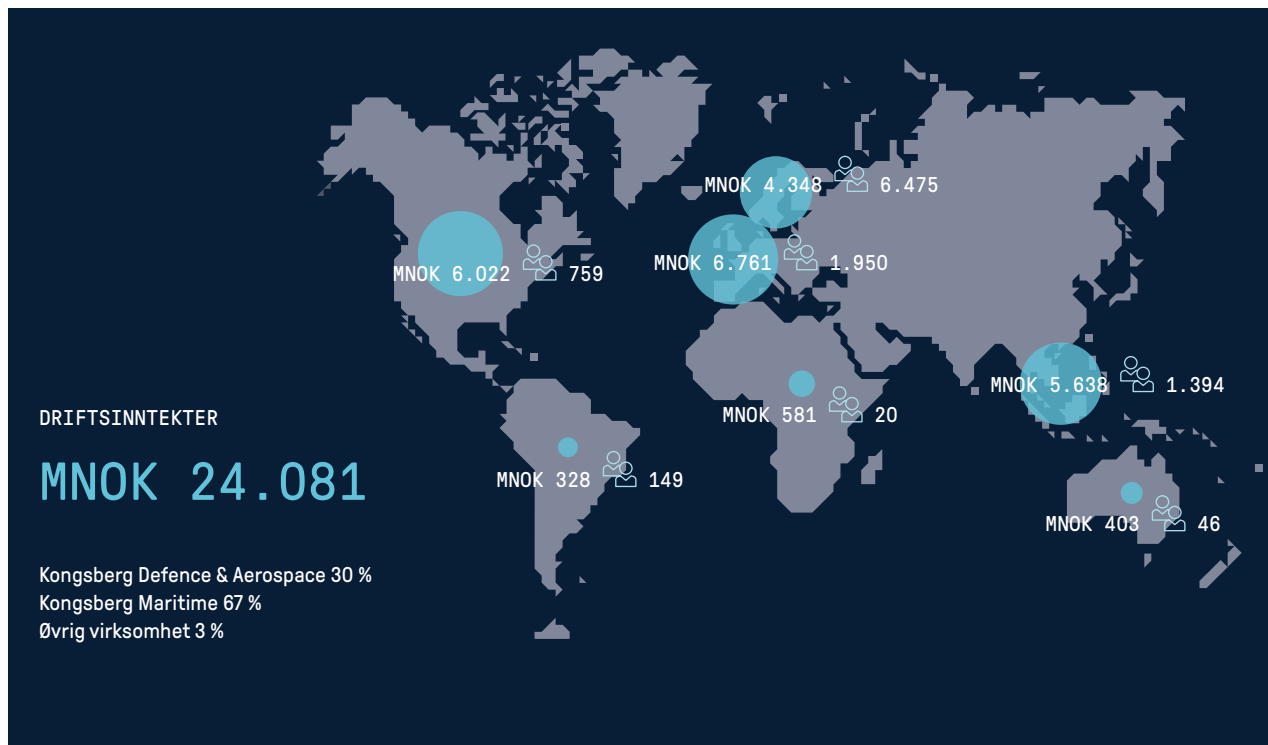 MNOK 4.348 6.475
MNOK 6.761 1.950
MNOK 6.022 759
MNOK 5.638 1.394
MNOK 581 20
DRIFTSINNTEKTER
MNOK 24.081
MNOK 328 149
MNOK 403 46
Kongsberg Defence & Aerospace 30 %
Kongsberg Maritime 67 %
Øvrig virksomhet 3 %